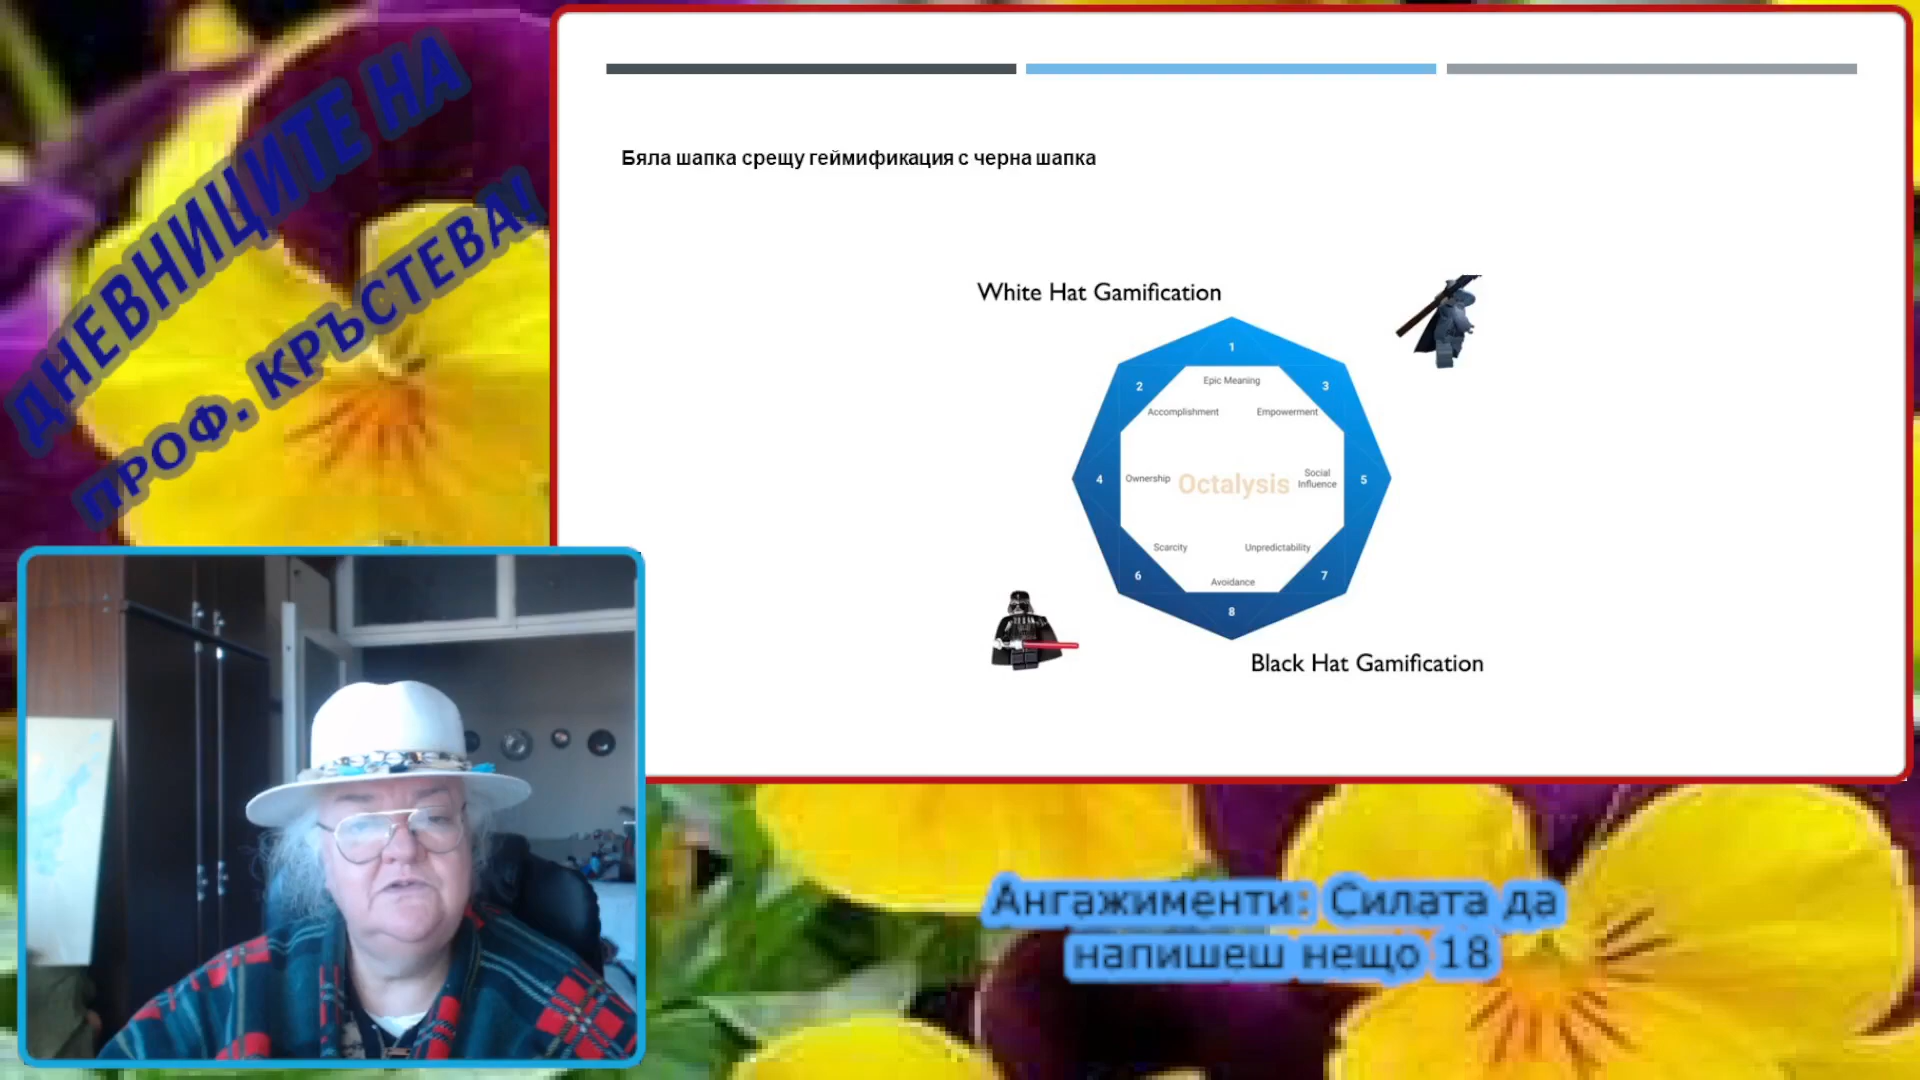 ДНЕВНИЦИТЕ НА
ПРОФ. КРЪСТЕВА!
Бяла шапка срещу геймификация с черна шапка
White Hat Gamification
1
Epic Meaning
2
3
Accomplishment
Empowerment
4
Ownership
Octalysis
Social
Influence
5
Scarcity
Unpredictability
6
Avoidance
7
8
Black Hat Gamification
Ангажименти: Силата да
напишеш нещо 18